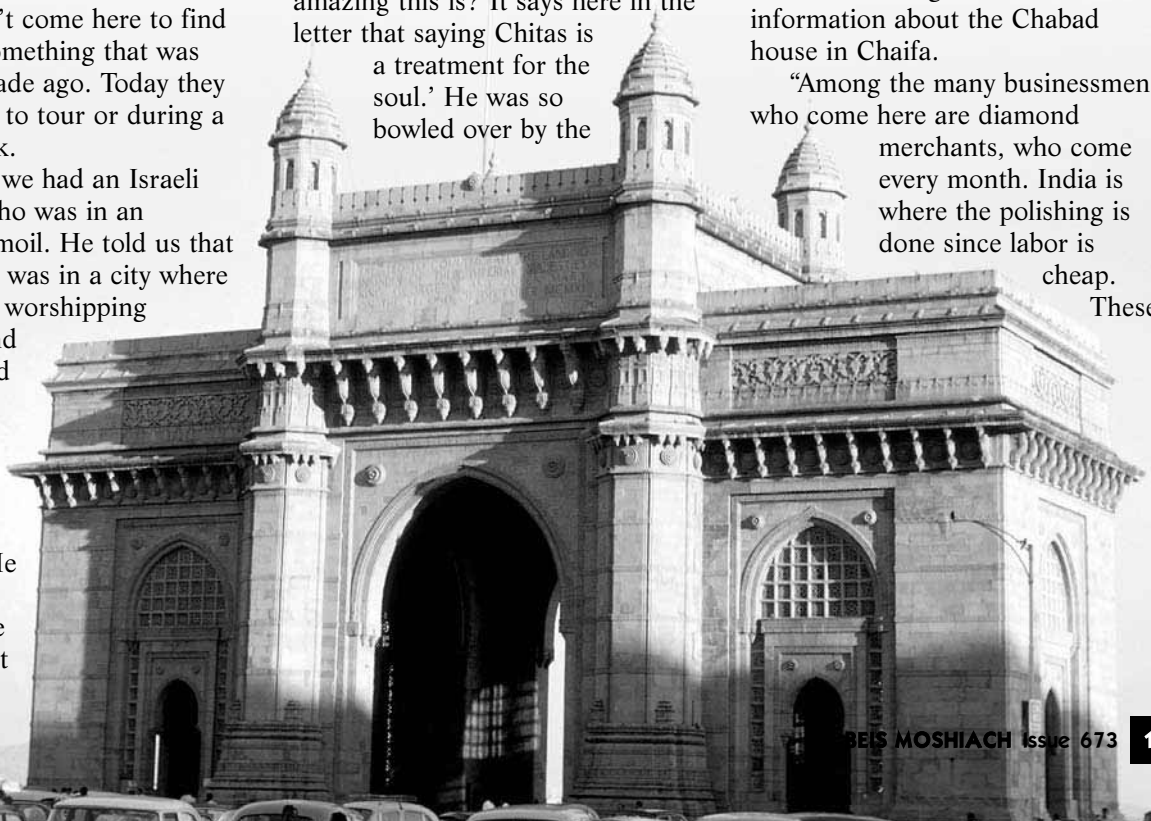 't come here to find
omething that was
ade ago. Today they
to tour or during a
k.
we had an Israeli
ho was in an
moil. He told us that
was in a city where
worshipping
nd
d
He
e
t
amazing this is? It says here in the
letter that saying Chitas is
a treatment for the
soul.' He was so
bowled over by the
information about the Chabad
house in Chaifa.
“Among the many businessmen
who come here are diamond
merchants, who come
every month. India is
where the polishing is
done since labor is
cheap.
These
BEIS MOSHIACH Issue 673